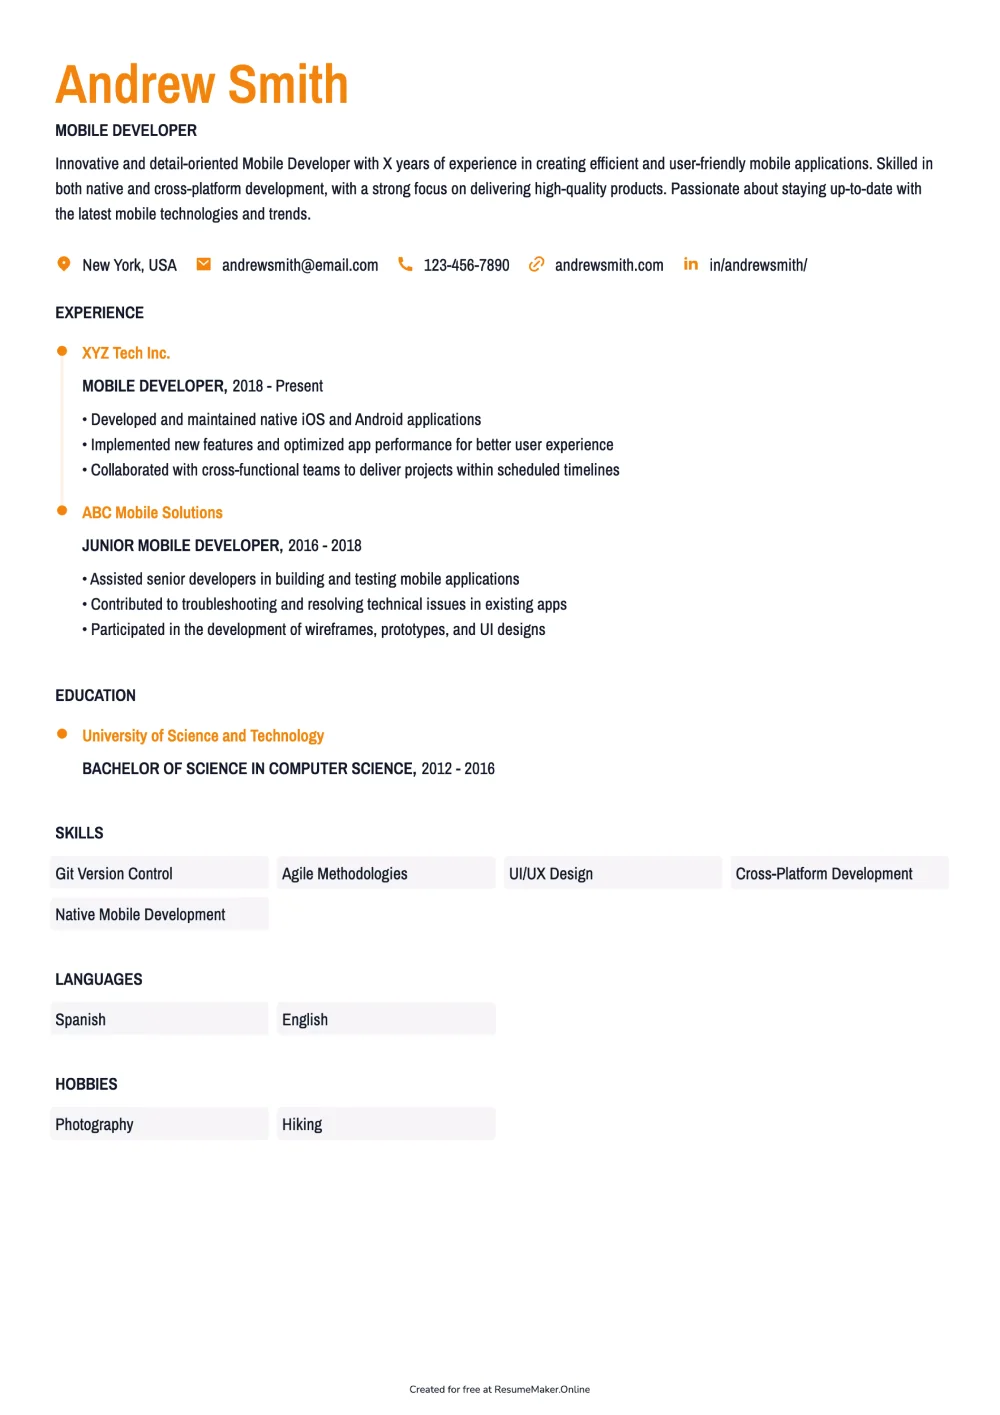 Andrew Smith
MOBILE DEVELOPER
Innovative and detail-oriented Mobile Developer with X years of experience in creating efficient and user-friendly mobile applications. Skilled in
both native and cross-platform development, with a strong focus on delivering high-quality products. Passionate about staying up-to-date with
the latest mobile technologies and trends.
New York, USA andrewsmith@email.com 123-456-7890 andrewsmith.com in in/andrewsmith/
EXPERIENCE
XYZ Tech Inc.
MOBILE DEVELOPER, 2018 - Present
• Developed and maintained native iOS and Android applications
• Implemented new features and optimized app performance for better user experience
• Collaborated with cross-functional teams to deliver projects within scheduled timelines
ABC Mobile Solutions
JUNIOR MOBILE DEVELOPER, 2016 - 2018
• Assisted senior developers in building and testing mobile applications
• Contributed to troubleshooting and resolving technical issues in existing apps
• Participated in the development of wireframes, prototypes, and UI designs
EDUCATION
University of Science and Technology
BACHELOR OF SCIENCE IN COMPUTER SCIENCE, 2012 - 2016
SKILLS
Git Version Control Agile Methodologies UI/UX Design Cross-Platform Development
Native Mobile Development
LANGUAGES
Spanish English
HOBBIES
Photography Hiking
Created for free at ResumeMaker.Online